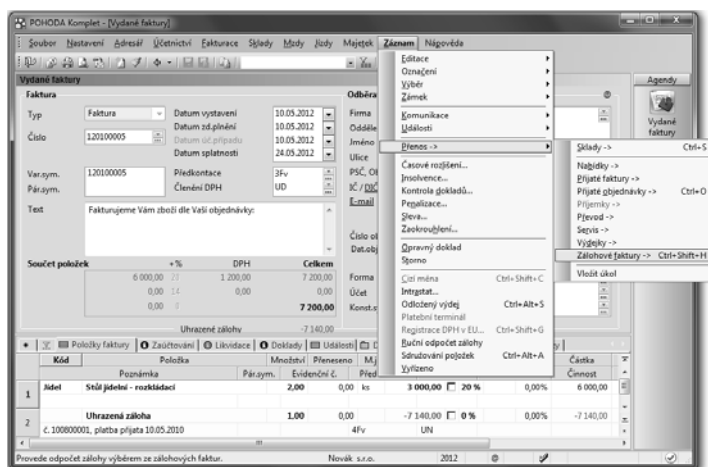 POHODA Komplet - [Vydané faktury]
Soubor Nastavení Adresář Účetnictví Fakturace Sklady Mzdy Jízdy Majetek Záznam Nápověda
Vydané faktury
Agendy
Vydané faktury
Faktura
Odběra
Typ Faktura Datum vystavení 10.05.2012 Firma
Datum zd.plnění 10.05.2012 Odděle
Číslo 120100005 Datum úč.případu 10.05.2012 Jméno
Datum splatnosti 24.05.2012 Ulice
Var.sym. 120100005 Předkontace 3Fv PSČ, Ob
Pár.sym. Členění DPH UD IČ / DIČ
E-mail
Text Fakturujeme Vám zboží dle Vaší objednávky:
Číslo ob
Dat.obj
Součet položek +% DPH Celkem
6 000,00 20 1 200,00 7 200,00 Forma
0,00 14 0,00 0,00 Účet
0,00 0 7 200,00 Konst.s
Uhrazené zálohy -7 140,00
Editace
Označení
Výběr
Zámek
Komunikace
Události
Přenos ->
Časové rozlišení...
Insolvence...
Kontrola dokladů...
Penalizace...
Sleva...
Zaokrouhlení...
Opravný doklad
Storno
Cizí měna Ctrl+Shift+C
Intrastat...
Odložený výdej Ctrl+Alt+S
Platební terminál
Registrace DPH v EU... Ctrl+Shift+G
Ruční odpočet zálohy
Sdružování položek Ctrl+Alt+A
Vyřízeno
Sklady -> Ctrl+S
Nabídky ->
Přijaté faktury ->
Přijaté objednávky -> Ctrl+O
Příjemky ->
Převod ->
Servis ->
Výdejky ->
Zálohové faktury -> Ctrl+Shift+H
Vložit úkol
Položky faktury Zaúčtování Likvidace Doklady Události D
Kód Položka Množství Přeneseno M.j Částka
Poznámka Pár.sym. Evidenční č. Před Činnost
1 Jídel Stůl jídelní - rozkládací 2,00 0,00 ks 3 000,00 20 % 0,00% 6 000,00
2 Uhrazená záloha 1,00 0,00 -7 140,00 0 % 0,00% -7 140,00
č. 100800001, platba přijata 10.05.2010 4Fv UN
Provede odpočet zálohy výběrem ze zálohových faktur. Novák s.r.o. 2012 @